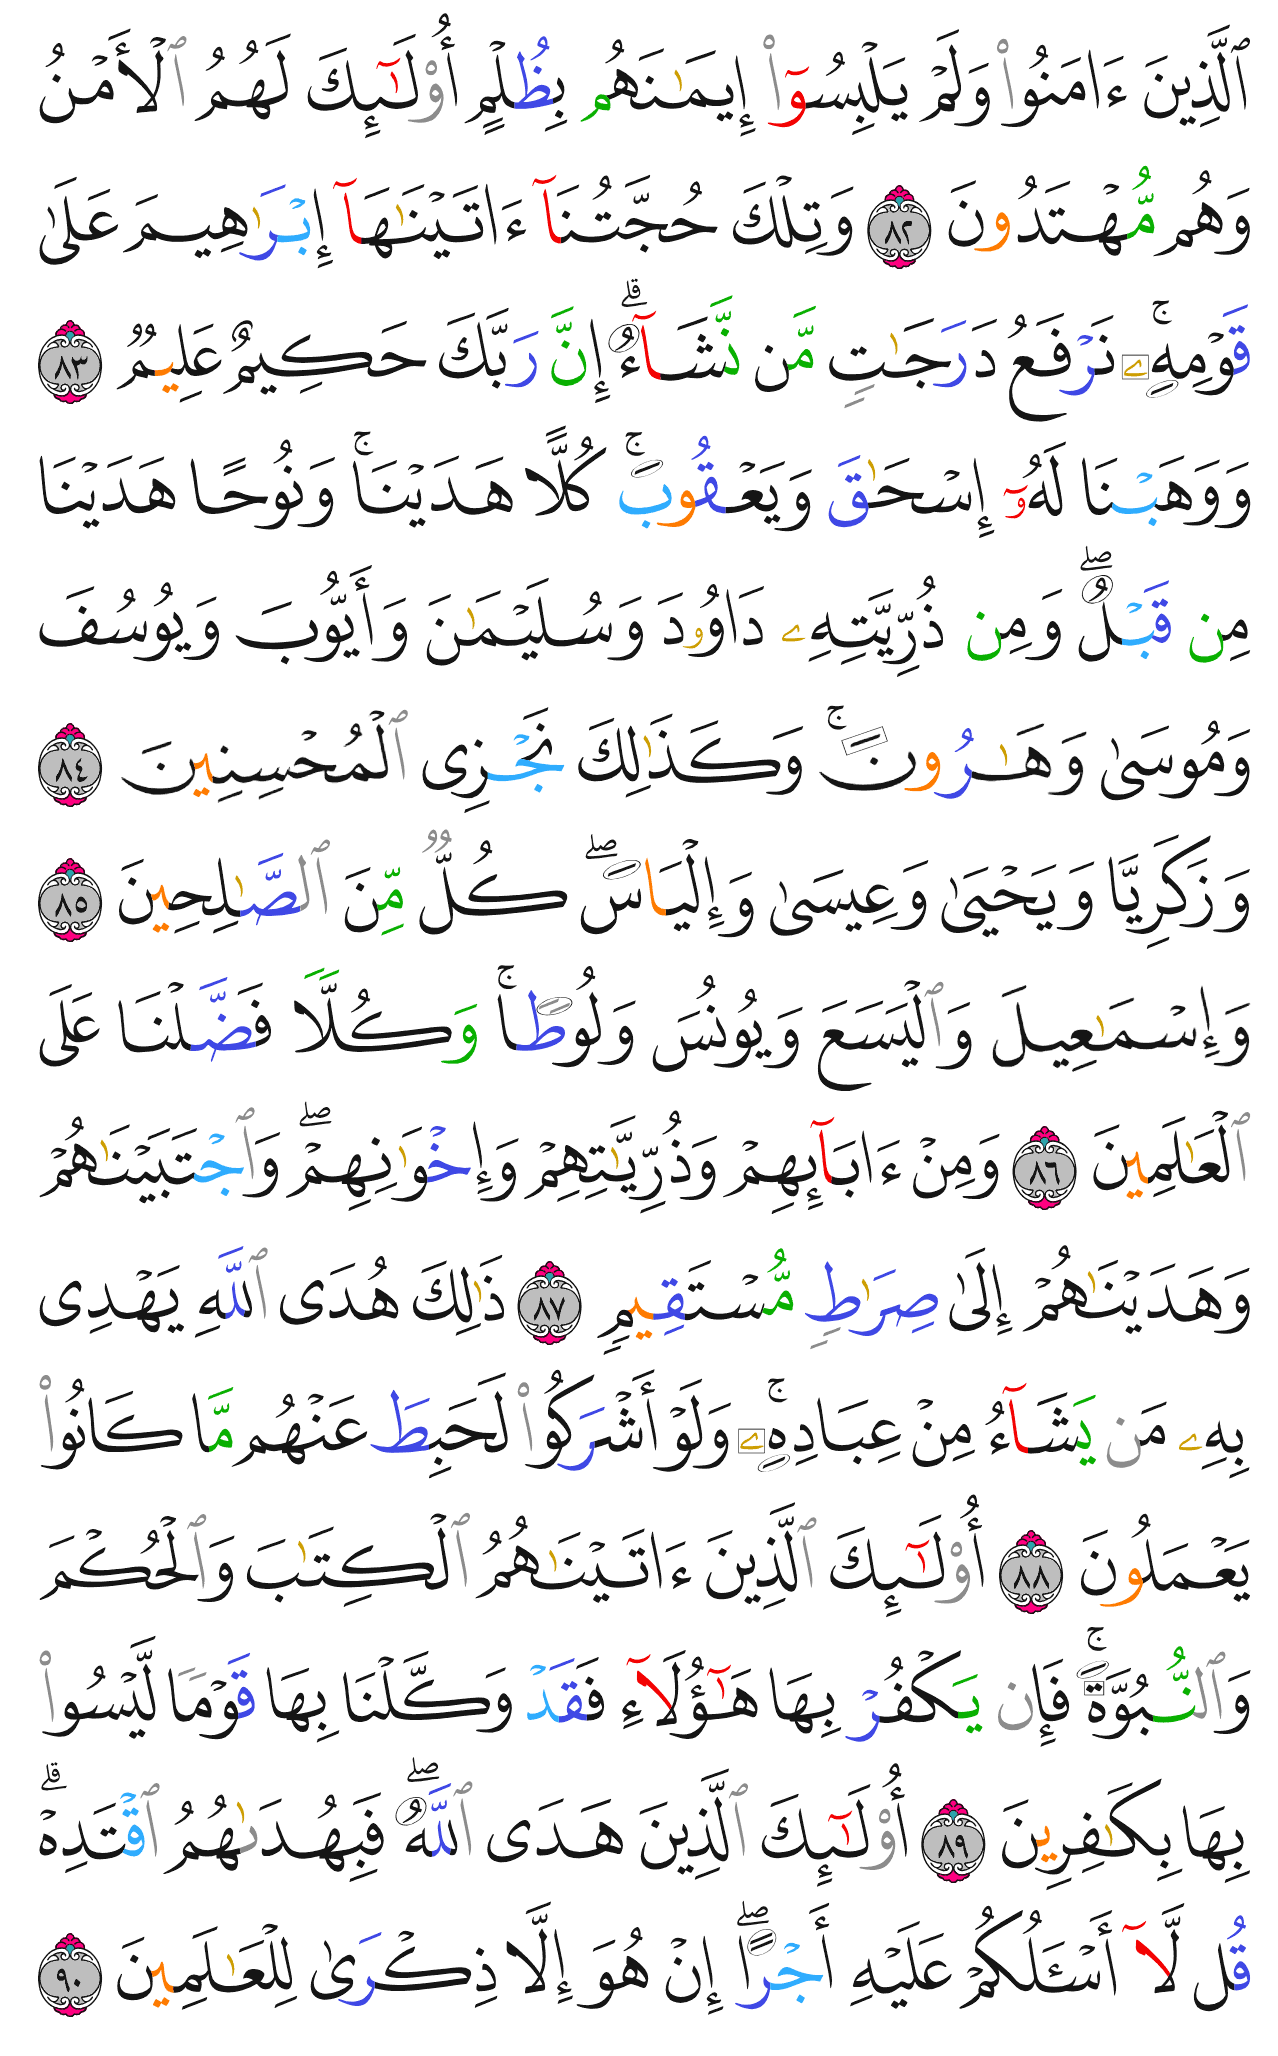 ٱلَّذِينَ ءَامَنُوا۟ وَلَمْ يَلْبِسُوٓا۟ إِيمَـٰنَهُم بِظُلْمٍ أُو۟لَـٰٓئِكَ لَهُمُ ٱلْأَمْنُ
وَهُم مُّهْتَدُونَ ٨٢ وَتِلْكَ حُجَّتُنَآ ءَاتَيْنَـٰهَآ إِبْرَٰهِيمَ عَلَىٰ
قَوْمِهِۦ ۚ نَرْفَعُ دَرَجَـٰتٍ مَّن نَّشَآءُ ۗ إِنَّ رَبَّكَ حَكِيمٌ عَلِيمٌ ٨٣
وَوَهَبْنَا لَهُۥٓ إِسْحَـٰقَ وَيَعْقُوبَ ۚ كُلًّا هَدَيْنَا ۚ وَنُوحًا هَدَيْنَا
مِن قَبْلُ ۖ وَمِن ذُرِّيَّتِهِۦ دَاوُۥدَ وَسُلَيْمَـٰنَ وَأَيُّوبَ وَيُوسُفَ
وَمُوسَىٰ وَهَـٰرُونَ ۚ وَكَذَٰلِكَ نَجْزِى ٱلْمُحْسِنِينَ ٨٤
وَزَكَرِيَّا وَيَحْيَىٰ وَعِيسَىٰ وَإِلْيَاسَ ۖ كُلٌّ مِّنَ ٱلصَّـٰلِحِينَ ٨٥
وَإِسْمَـٰعِيلَ وَٱلْيَسَعَ وَيُونُسَ وَلُوطًا ۚ وَكُلًّا فَضَّلْنَا عَلَى
ٱلْعَـٰلَمِينَ ٨٦ وَمِنْ ءَابَآئِهِمْ وَذُرِّيَّـٰتِهِمْ وَإِخْوَٰنِهِمْ ۖ وَٱجْتَبَيْنَـٰهُمْ
وَهَدَيْنَـٰهُمْ إِلَىٰ صِرَٰطٍ مُّسْتَقِيمٍ ٨٧ ذَٰلِكَ هُدَى ٱللَّهِ يَهْدِى
بِهِۦ مَن يَشَآءُ مِنْ عِبَادِهِۦ ۚ وَلَوْ أَشْرَكُوا۟ لَحَبِطَ عَنْهُم مَّا كَانُوا۟
يَعْمَلُونَ ٨٨ أُو۟لَـٰٓئِكَ ٱلَّذِينَ ءَاتَيْنَـٰهُمُ ٱلْكِتَـٰبَ وَٱلْحُكْمَ
وَٱلنُّبُوَّةَ ۚ فَإِن يَكْفُرْ بِهَا هَـٰٓؤُلَآءِ فَقَدْ وَكَّلْنَا بِهَا قَوْمًا لَّيْسُوا۟
بِهَا بِكَـٰفِرِينَ ٨٩ أُو۟لَـٰٓئِكَ ٱلَّذِينَ هَدَى ٱللَّهُ ۖ فَبِهُدَىٰهُمُ ٱقْتَدِهْ ۗ
قُل لَّآ أَسْـَٔلُكُمْ عَلَيْهِ أَجْرًا ۖ إِنْ هُوَ إِلَّا ذِكْرَىٰ لِلْعَـٰلَمِينَ ٩٠